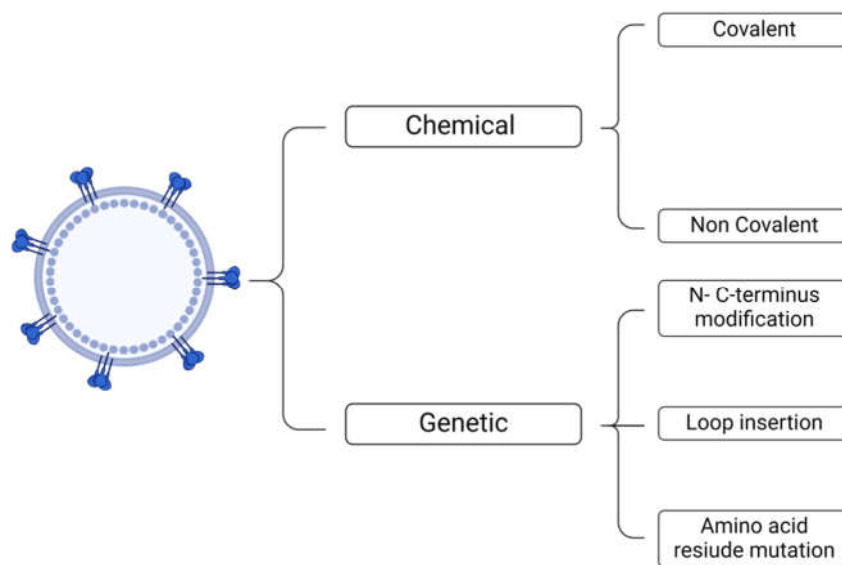 Covalent
Chemical
Non Covalent
N- C-terminus
modification
Genetic
Loop insertion
Amino acid
resiude mutation